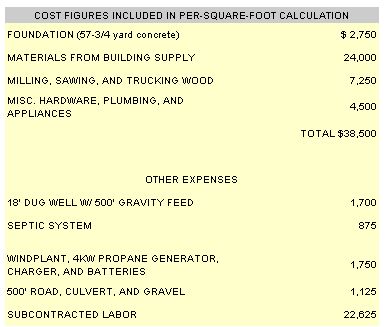 COST FIGURES INCLUDED IN PER-SQUARE-FOOT CALCULATION
FOUNDATION (57-3/4 yard concrete) $ 2,750
MATERIALS FROM BUILDING SUPPLY 24,000
MILLING, SAWING, AND TRUCKING WOOD 7,250
MISC. HARDWARE, PLUMBING, AND
APPLIANCES 4,500
TOTAL $38,500
OTHER EXPENSES
18' DUG WELL W/ 500' GRAVITY FEED 1,700
SEPTIC SYSTEM 875
WINDPLANT, 4KW PROPANE GENERATOR,
CHARGER, AND BATTERIES 1,750
500' ROAD, CULVERT, AND GRAVEL 1,125
SUBCONTRACTED LABOR 22,625